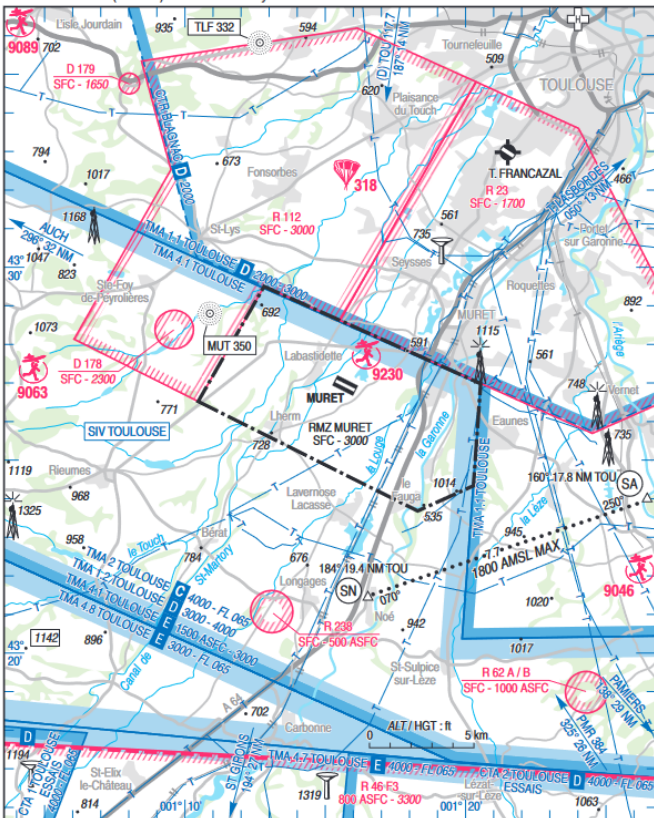 L'isle Jourdain
935
TLF 332
594
9089
702
Tournefeuille
509
(D) TOU 117,7
187° 14 NM
D 179
SFC - 1650
TOULOUSE
620
Plaisance
du Touch
CTR BLAGNAC D 2000
794
673
Fonsorbes
T. FRANCAZAL
1017
318
R 23
SFC - 1700
466
LASBORDES
050° 13 NM
1168
R 112
SFC - 3000
561
AUCH
296° 32 NM
St-Lys
735
Portet
sur Garonne
43°
30'
1047
823
TMA 1.1 TOULOUSE D 2000 - 3000
TMA 4.1 TOULOUSE
Seysses
Ste-Foy
de-Peyrolières
Roquettes
892
692
MURET
1115
l'Ariège
1073
MUT 350
591
Labastidette
561
D 178
SFC - 2300
9230
748
Vernet
9063
MURET
771
RMZ MURET
SFC - 3000
Eaunes
735
SIV TOULOUSE
Lherm
728
la Louge
la Garonne
1119
Rieumes
968
160° 17.8 NM TOU
SA
250°
1325
Lavernose
Lacasse
le
Fauga
1014
535
la Lèze
958
le Touch
Bérat
945
784
St-Martory
676
184° 19.4 NM TOU
7.7
1800 AMSL MAX
TMA 2 TOULOUSE C 4000 - FL 065
TMA 1.2 TOULOUSE D 3000 - 4000
TMA 4.1 TOULOUSE E 1500 ASFC - 3000
TMA 4.8 TOULOUSE E 3000 - FL 065
Longages
SN
070°
Noé
9046
1020
43°
20'
1142
896
R 238
SFC - 500 ASFC
942
1017
Canal de
St-Sulpice
sur-Lèze
R 62 A / B
SFC - 1000 ASFC
PAMIERS
138° 29 NM
A 64
702
PMR 384
325° 26 NM
Carbonne
ALT / HGT : ft
0
5 km
D
1194
CTA 1 TOULOUSE
ESSAIS
4000 - FL 065
St-Elix
le-Château
ST GIRONS
TMA 4.7 TOULOUSE E 4000 - FL 065
CTA 2 TOULOUSE
ESSAIS
D 4000 - FL 065
814
001° 10'
1319
R 46 F3
800 ASFC - 3300
001° 20'
Lézat-
sur-Lèze
1063